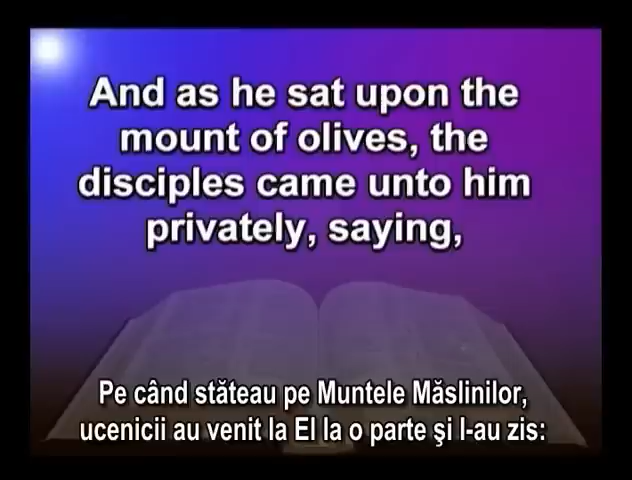 And as he sat upon the
mount of olives, the
disciples came unto him
privately, saying,
Pe când stăteau pe Muntele Măslinilor,
ucenicii au venit la El la o parte şi I-au zis: